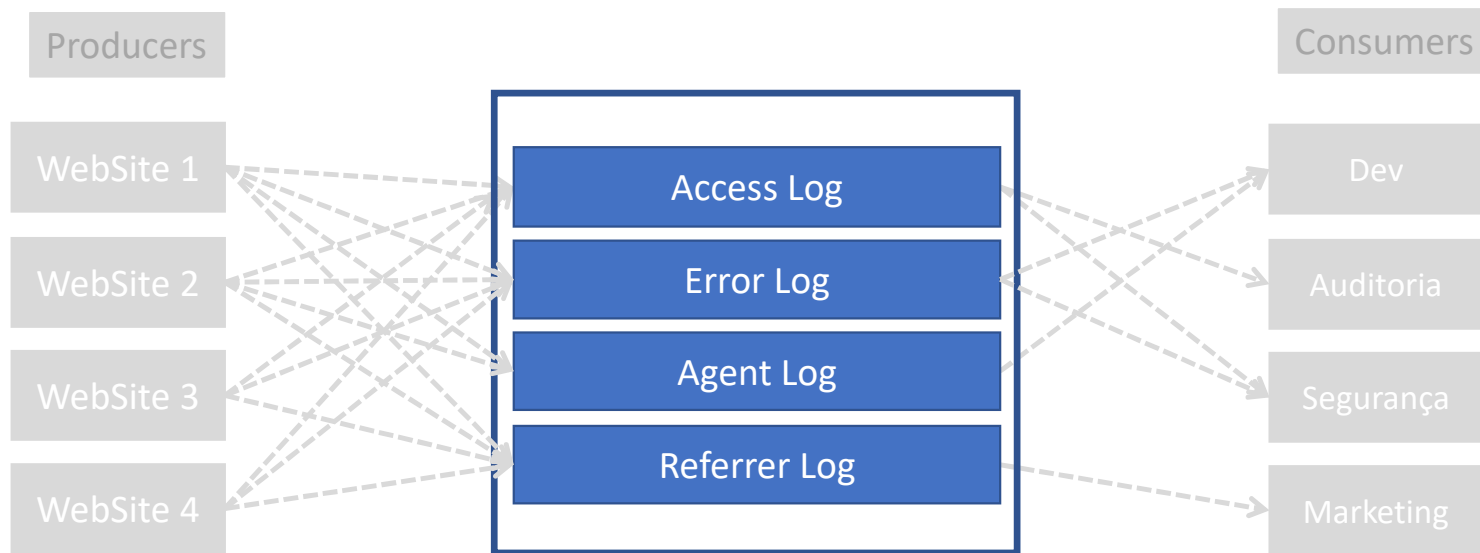 Producers
Consumers
WebSite 1
WebSite 2
WebSite 3
WebSite 4
Access Log
Error Log
Agent Log
Referrer Log
Dev
Auditoria
Segurança
Marketing